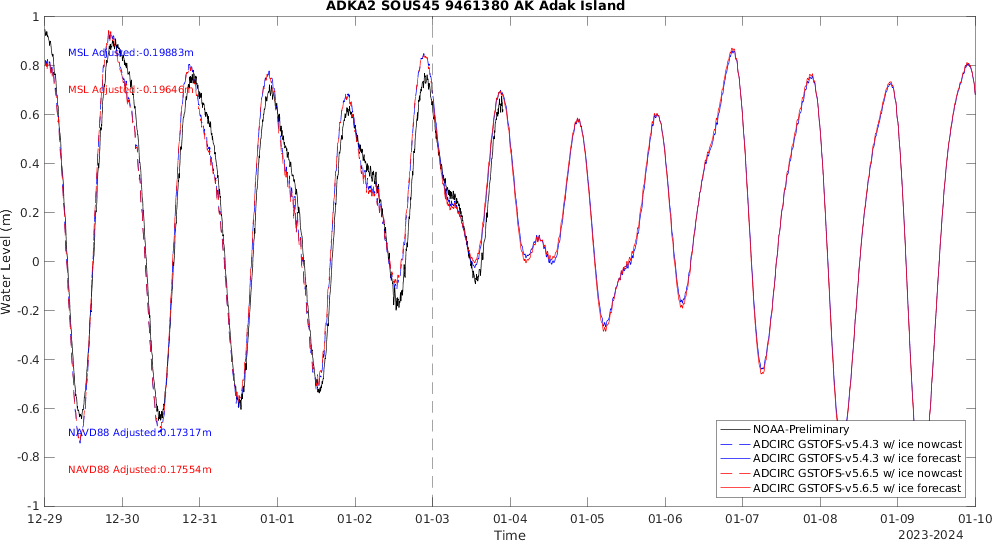 ADKA2 SOUS45 9461380 AK Adak Island
1
0.8
0.6
0.4
0.2
0
-0.2
-0.4
-0.6
-0.8
-1
Water Level (m)
MSL Adjusted:-0.19883m
MSL Adjusted:-0.19646m
NAVD88 Adjusted:0.17317m
NAVD88 Adjusted:0.17554m
NOAA-Preliminary
ADCIRC GSTOFS-v5.4.3 w/ ice nowcast
ADCIRC GSTOFS-v5.4.3 w/ ice forecast
ADCIRC GSTOFS-v5.6.5 w/ ice nowcast
ADCIRC GSTOFS-v5.6.5 w/ ice forecast
12-29 12-30 12-31 01-01 01-02 01-03 01-04 01-05 01-06 01-07 01-08 01-09 01-10
Time
2023-2024